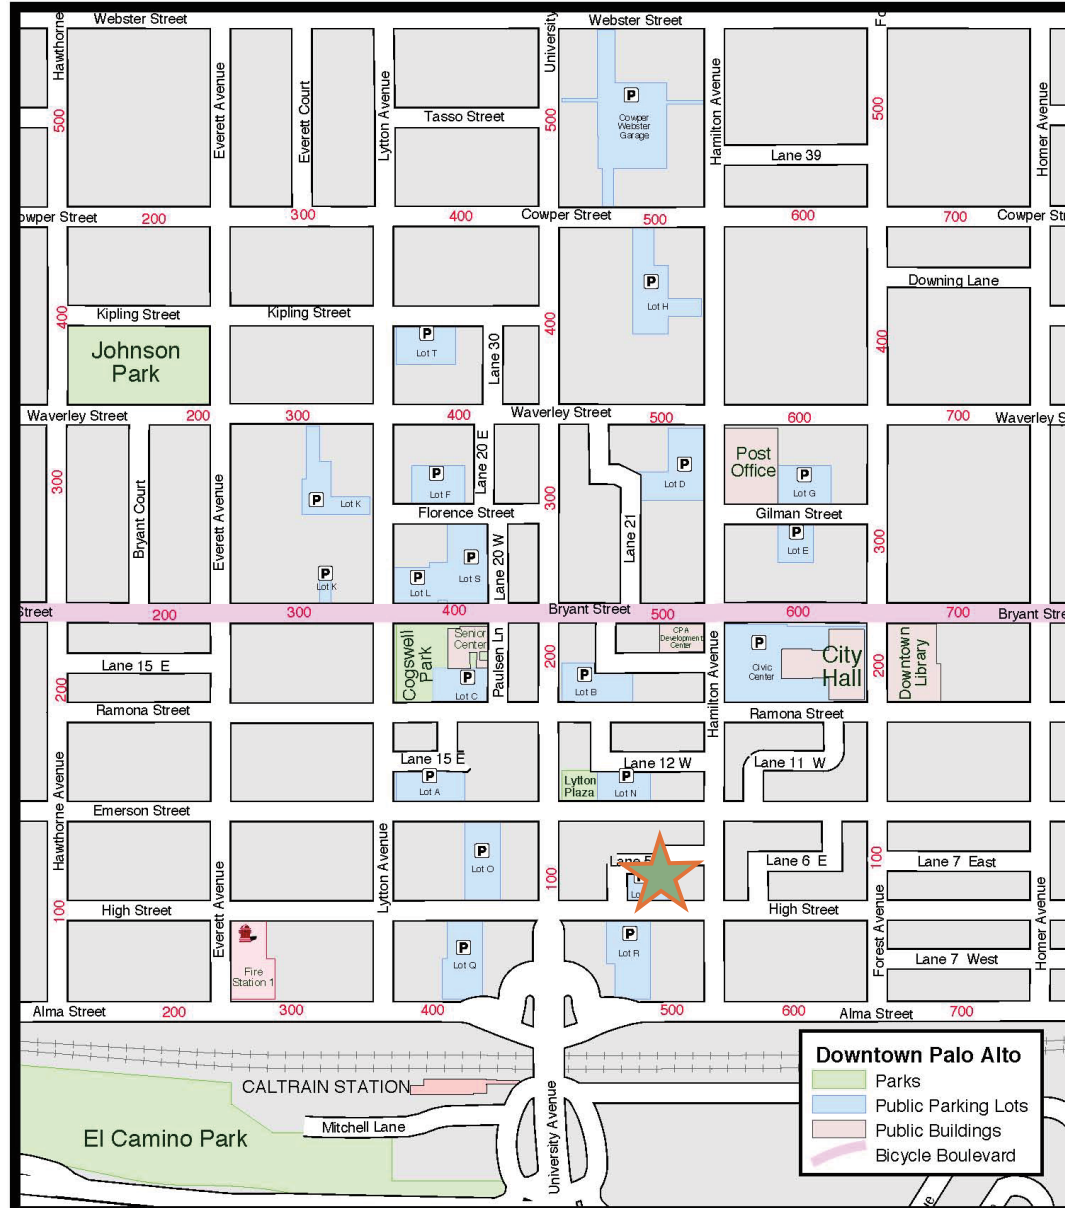 Webster Street
Webster Street
Hawthorne
Everett Avenue
Everett Court
Lytton Avenue
University
Hamilton Avenue
Homer Avenue
500
500
500
P
Cowper
Webster
Garage
Tasso Street
Lane 39
owper Street
200
300
400
Cowper Street
500
600
700
Cowper Str
Kipling Street
Kipling Street
Downing Lane
400
400
400
P
Lot H
Johnson
Park
P
Lot T
Lane 30
Waverley Street
200
300
400
Waverley Street
500
600
700
Waverley S
300
300
300
Bryant Court
Everett Avenue
P
Lot K
P
Lot K
P
Lot F
Lane 20 E
Florence Street
P
Lot S
P
Lot L
Lane 20 W
Lane 21
P
Lot D
Post
Office
P
Lot G
Gilman Street
P
Lot E
Street
200
300
400
Bryant Street
500
600
700
Bryant Stre
Lane 15 E
200
200
200
Cogswell
Park
Senior
Center
P
Lot C
Paulsen Ln
P
Lot B
CPA
Development
Center
Hamilton Avenue
P
Civic
Center
City
Hall
Downtown
Library
Ramona Street
Ramona Street
Lane 15 E
P
Lot A
Lane 12 W
Lytton
Plaza
P
Lot N
Lane 11 W
Hawthorne Avenue
Emerson Street
Lytton Avenue
P
Lot O
100
100
100
Lane 6 E
Lane 7 East
High Street
High Street
Everett Avenue
Forest Avenue
Homer Avenue
Fire
Station 1
P
Lot Q
P
Lot R
Lane 7 West
Alma Street
200
300
400
500
600
Alma Street
700
CALTRAIN STATION
Mitchell Lane
El Camino Park
University Avenue
Downtown Palo Alto
Parks
Public Parking Lots
Public Buildings
Bicycle Boulevard